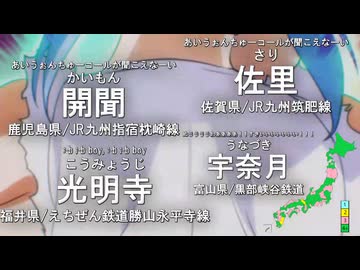 あいうぉんちゅーコールが聞こえなーい
かいもん
開聞
鹿児島県/JR九州指宿枕崎線
あいうぉんちゅーコールが聞こえなーい
さり
佐里
佐賀県/JR九州筑肥線
こうみょうじ
光明寺
福井県/えちぜん鉄道勝山永平寺線
うなづき
宇奈月
富山県/黒部峡谷鉄道
1
2
3